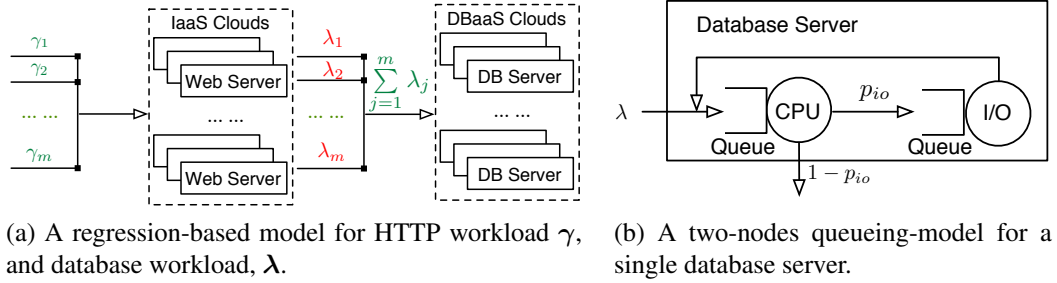 IaaS Clouds
DBaaS Clouds
γ1
γ2
... ...
γm
Web Server
... ...
Web Server
λ1
λ2
... ...
λm
m
∑ λj
j=1
DB Server
... ...
DB Server
(a) A regression-based model for HTTP workload γ,
and database workload, λ.
Database Server
λ
Queue
CPU
pio
Queue
I/O
1 − pio
(b) A two-nodes queueing-model for a
single database server.